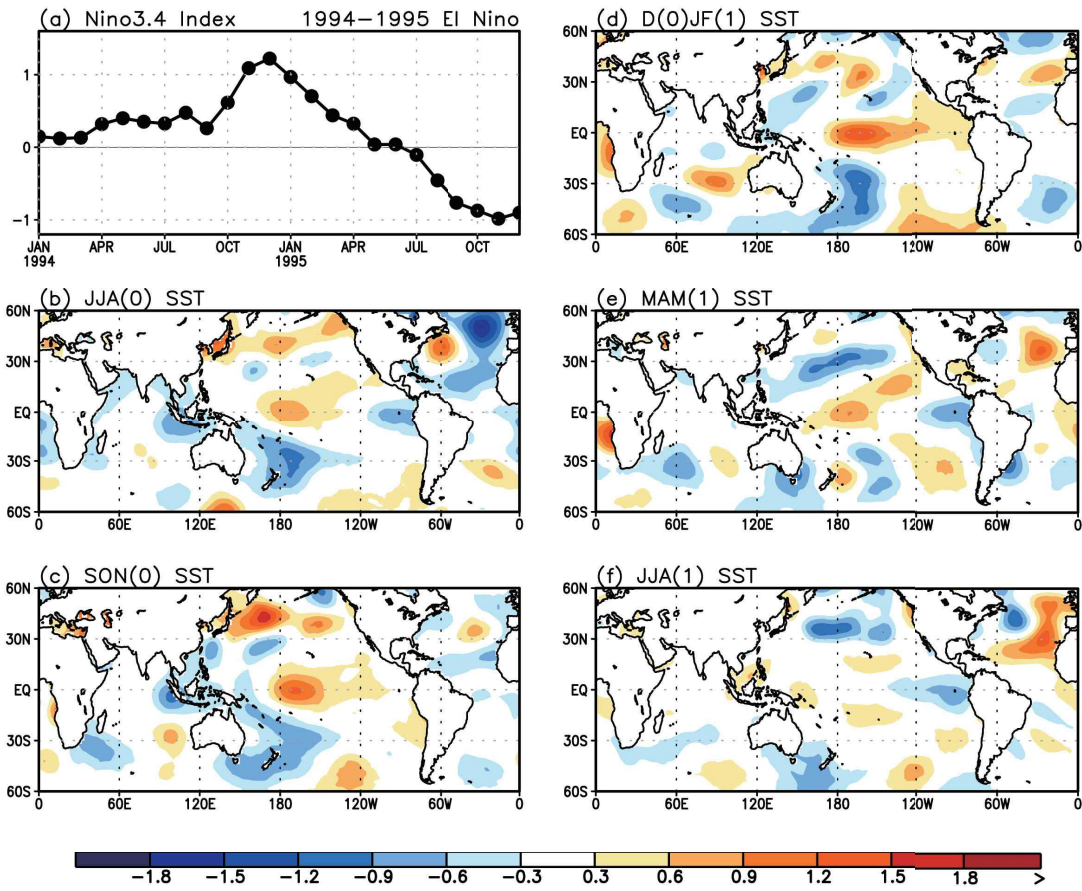 (a) Nino3.4 Index 1994−1995 El Nino
1
0
−1
JAN APR JUL OCT JAN APR JUL OCT
1994 1995
(b) JJA(0) SST
60N
30N
EQ
30S
60S
0 60E 120E 180 120W 60W 0
(c) SON(0) SST
60N
30N
EQ
30S
60S
0 60E 120E 180 120W 60W 0
(d) D(0)JF(1) SST
60N
30N
EQ
30S
60S
0 60E 120E 180 120W 60W 0
(e) MAM(1) SST
60N
30N
EQ
30S
60S
0 60E 120E 180 120W 60W 0
(f) JJA(1) SST
60N
30N
EQ
30S
60S
0 60E 120E 180 120W 60W 0
−1.8 −1.5 −1.2 −0.9 −0.6 −0.3 0.3 0.6 0.9 1.2 1.5 1.8 >